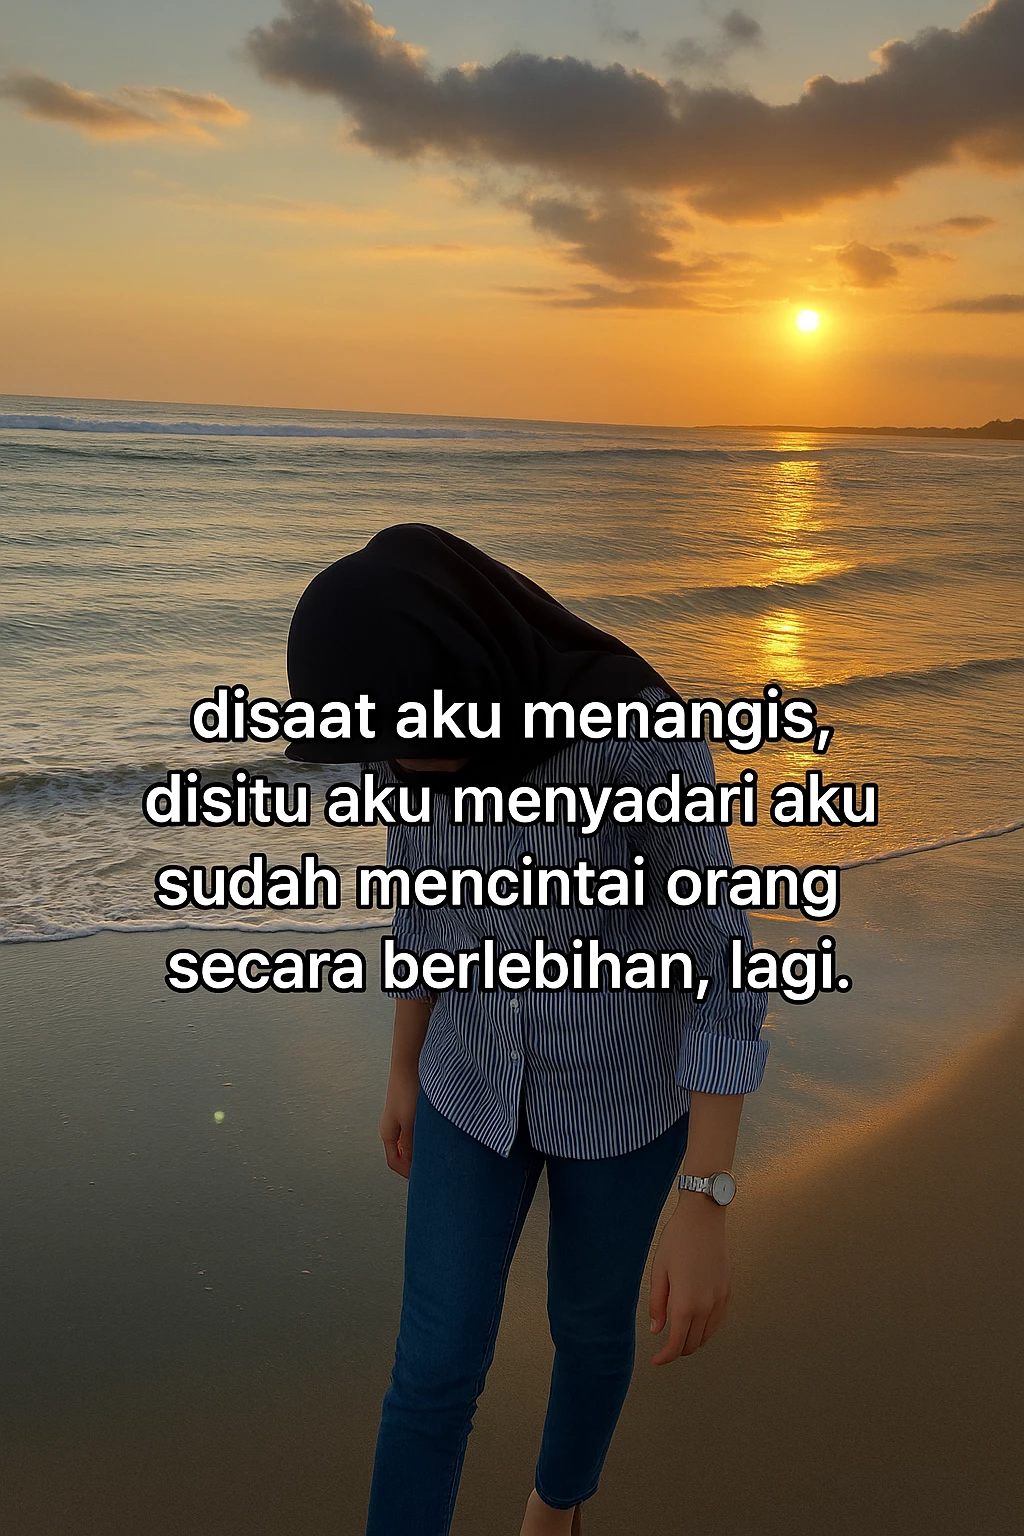 disaat aku menangis,
disitu aku menyadari aku
sudah mencintai orang
secara berlebihan, lagi.